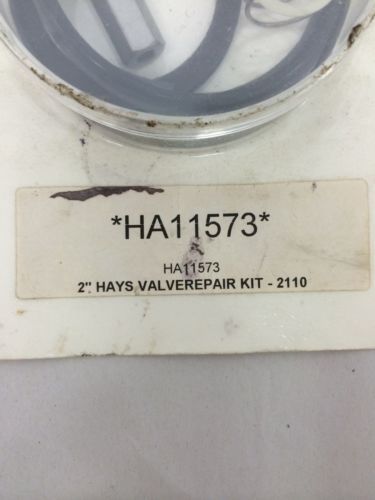 *HA11573*
HA11573
2" HAYS VALVEREPAIR KIT - 2110